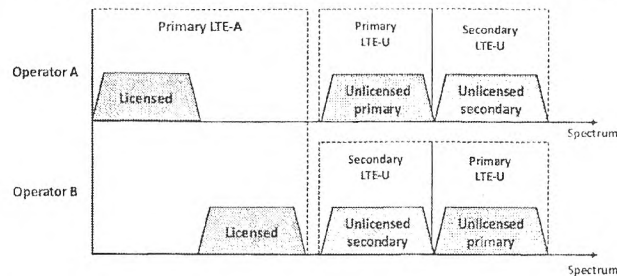 Primary LTE-A
Primary
LTE-U
Secondary
LTE-U
Operator A
Licensed
Unlicensed
primary
Unlicensed
secondary
Spectrum
Secondary
LTE-U
Primary
LTE-U
Operator B
Licensed
Unlicensed
secondary
Unlicensed
primary
Spectrum